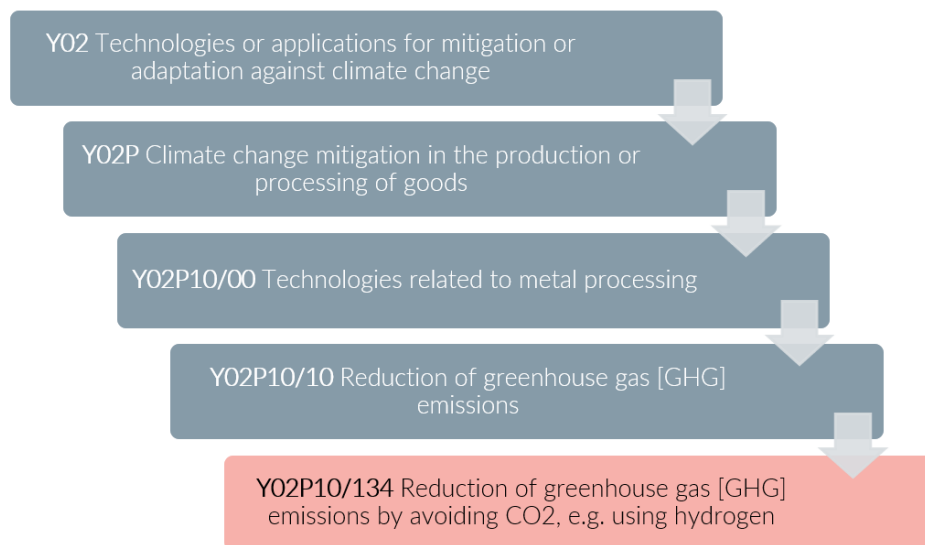 Y02 Technologies or applications for mitigation or
adaptation against climate change
Y02P Climate change mitigation in the production or
processing of goods
Y02P10/00 Technologies related to metal processing
Y02P10/10 Reduction of greenhouse gas [GHG]
emissions
Y02P10/134 Reduction of greenhouse gas [GHG]
emissions by avoiding CO2, e.g. using hydrogen